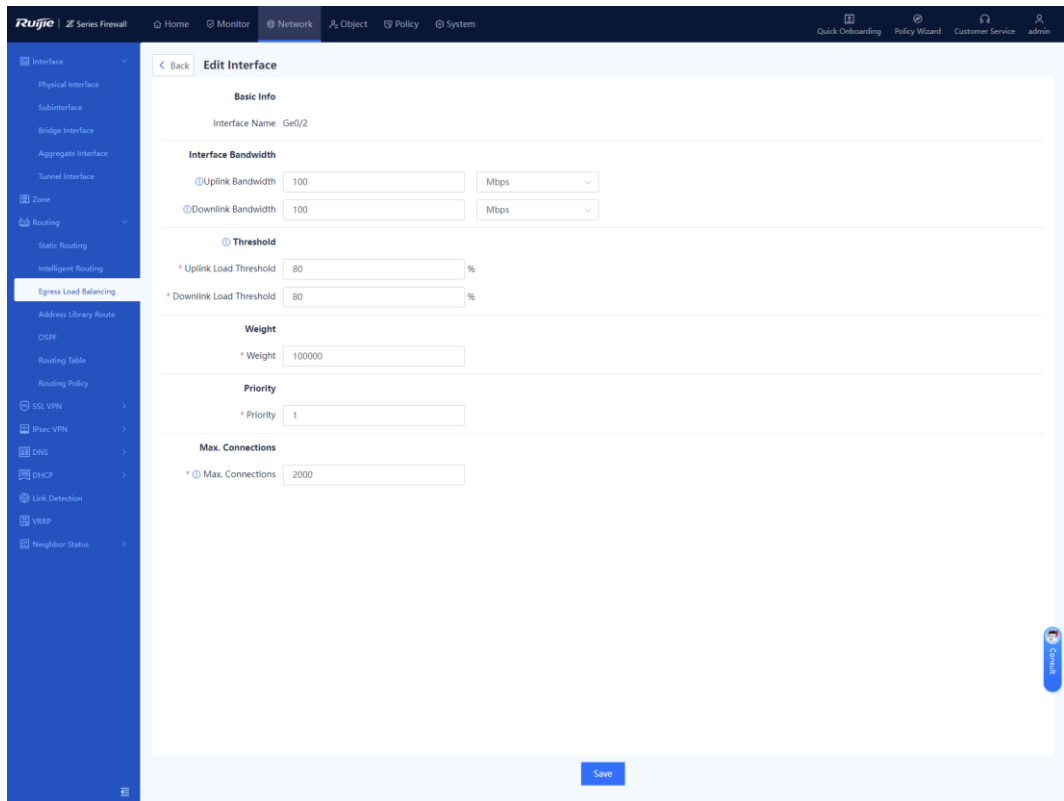 Ruijie | Z Series Firewall Home Monitor Network Object Policy System Quick Onboarding Policy Wizard Customer Service admin
Interface
Physical Interface
Subinterface
Bridge Interface
Aggregate Interface
Tunnel Interface
Zone
Routing
Static Routing
Intelligent Routing
Egress Load Balancing
Address Library Route
OSPF
Routing Table
Routing Policy
SSL VPN
IPsec VPN
DNS
DHCP
Link Detection
VRRP
Neighbor Status
Back Edit Interface
Basic Info
Interface Name Ge0/2
Interface Bandwidth
Uplink Bandwidth 100 Mbps
Downlink Bandwidth 100 Mbps
Threshold
* Uplink Load Threshold 80 %
* Downlink Load Threshold 80 %
Weight
* Weight 100000
Priority
* Priority 1
Max. Connections
* Max. Connections 2000
Consult
Save